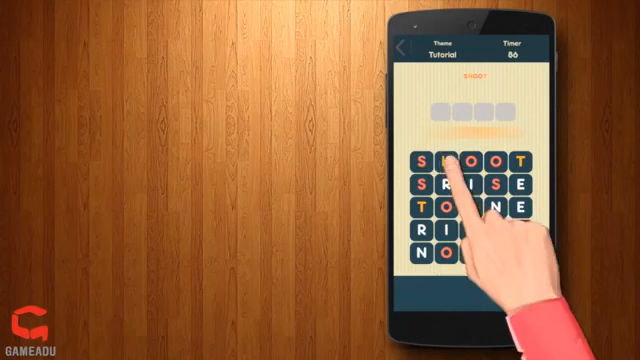 Theme
Timer
Tutorial
86
SHOOT
S O O T
S R I S E
T O N E
R I
N O
GAMEADU